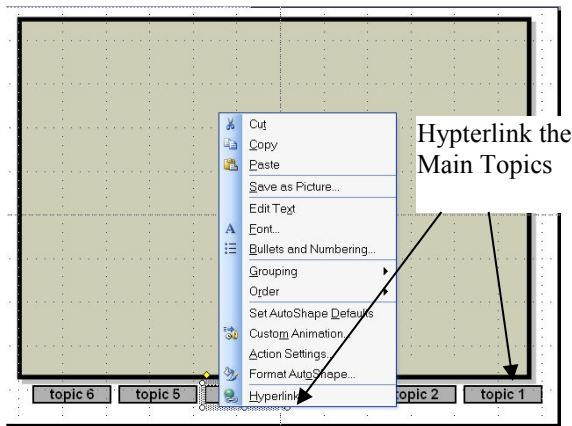 Cut
Copy
Paste
Save as Picture...
Edit Text
Font...
Bullets and Numbering...
Grouping
Order
Set AutoShape Defaults
Custom Animation...
Action Settings...
Format AutoShape...
Hyperlink
Hypterlink the
Main Topics
topic 6 topic 5 topic 2 topic 1